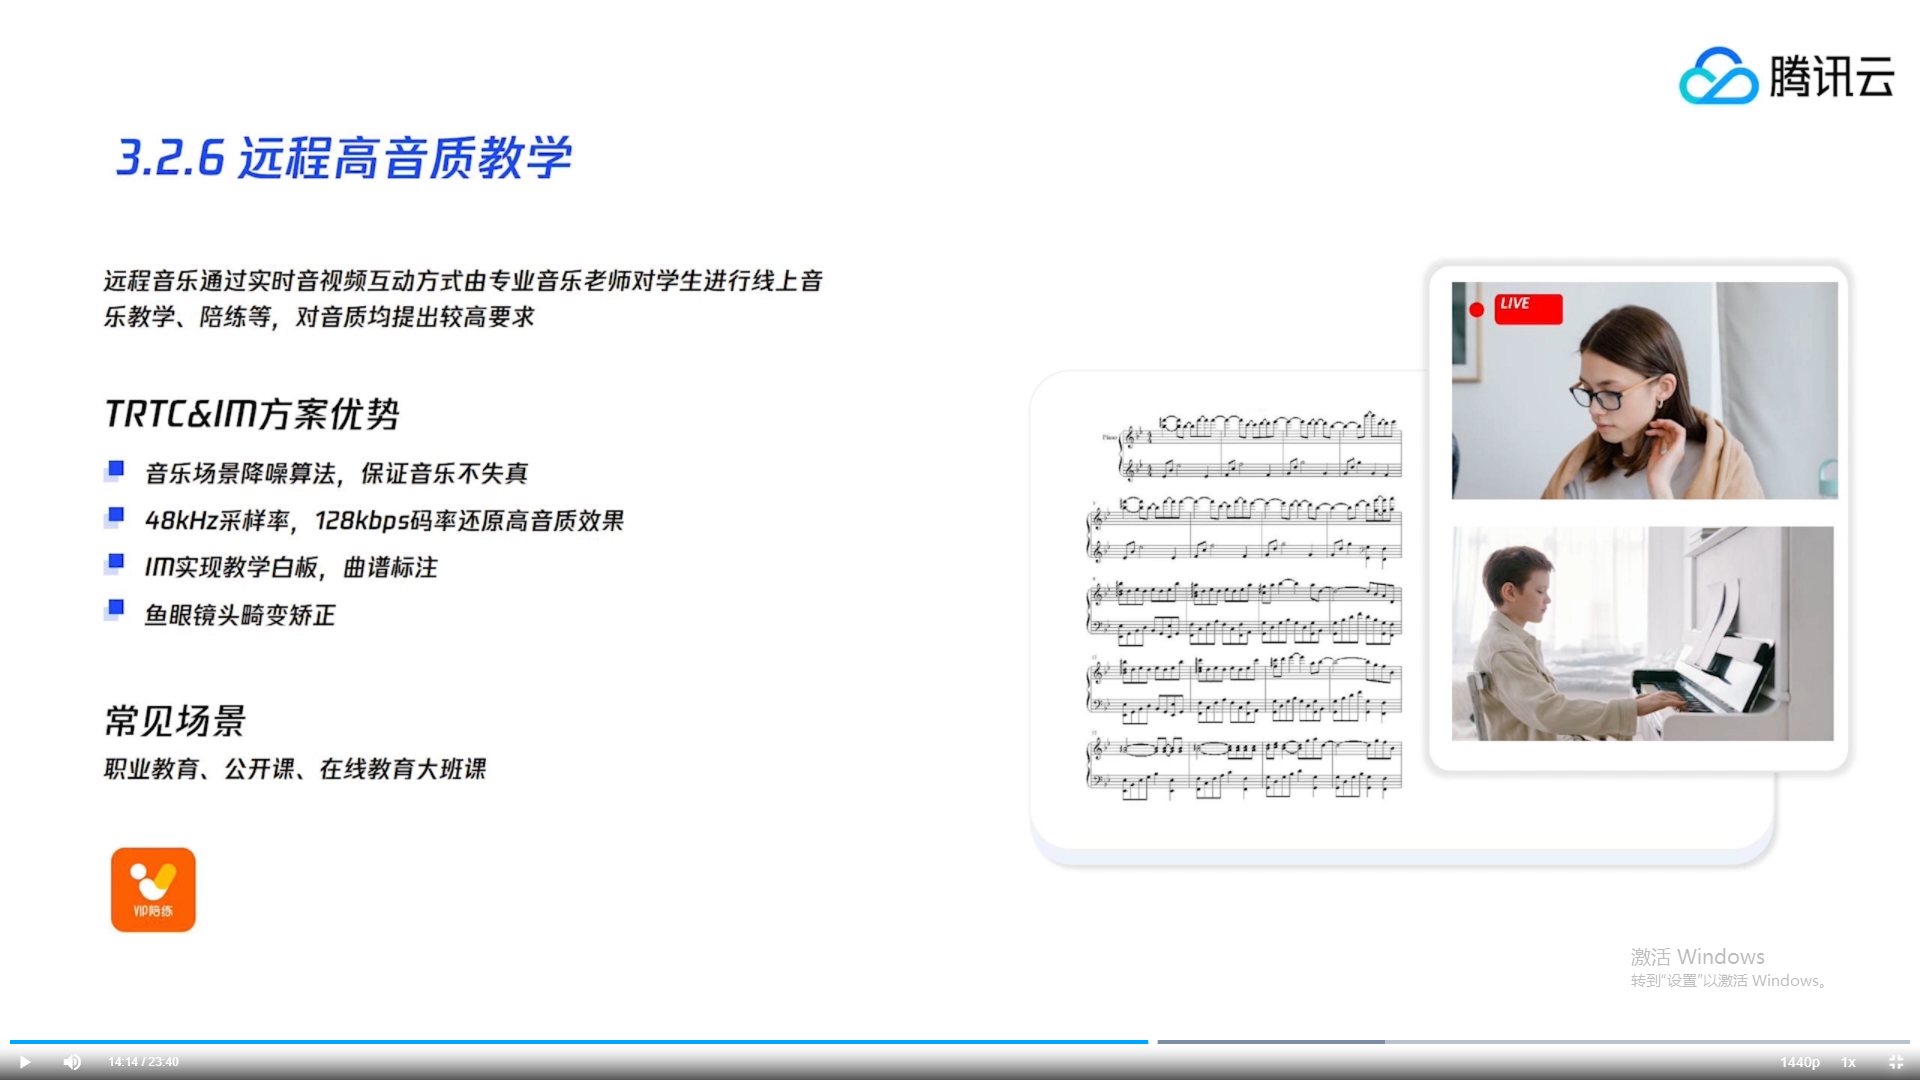 腾讯云
3.2.6 远程高音质教学
远程音乐通过实时音视频互动方式由专业音乐老师对学生进行线上音
乐教学、陪练等，对音质均提出较高要求
TRTC&IM方案优势
音乐场景降噪算法，保证音乐不失真
48kHz采样率，128kbps码率还原高音质效果
IM实现教学白板，曲谱标注
鱼眼镜头畸变矫正
常见场景
职业教育、公开课、在线教育大班课
VIP陪练
LIVE
Piano
激活 Windows
转到“设置”以激活 Windows。
14:14 / 23:40
1440p
1x